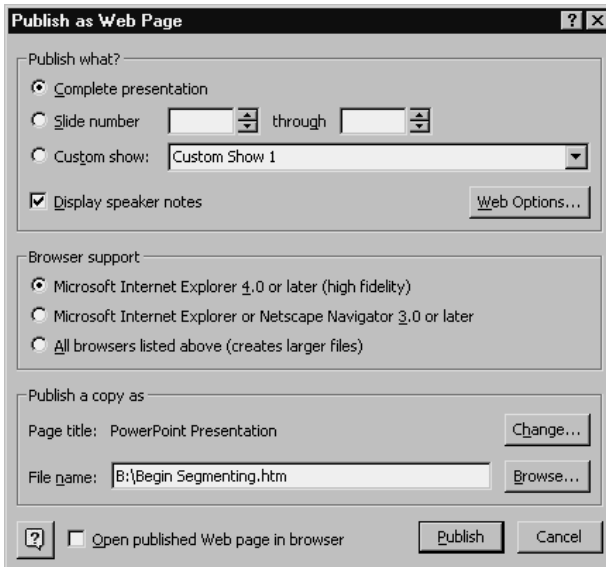 Publish as Web Page
Publish what?
Complete presentation
Slide number through
Custom show: Custom Show 1
Display speaker notes Web Options...
Browser support
Microsoft Internet Explorer 4.0 or later (high fidelity)
Microsoft Internet Explorer or Netscape Navigator 3.0 or later
All browsers listed above (creates larger files)
Publish a copy as
Page title: PowerPoint Presentation Change...
File name: B:\Begin Segmenting.htm Browse...
Open published Web page in browser Publish Cancel